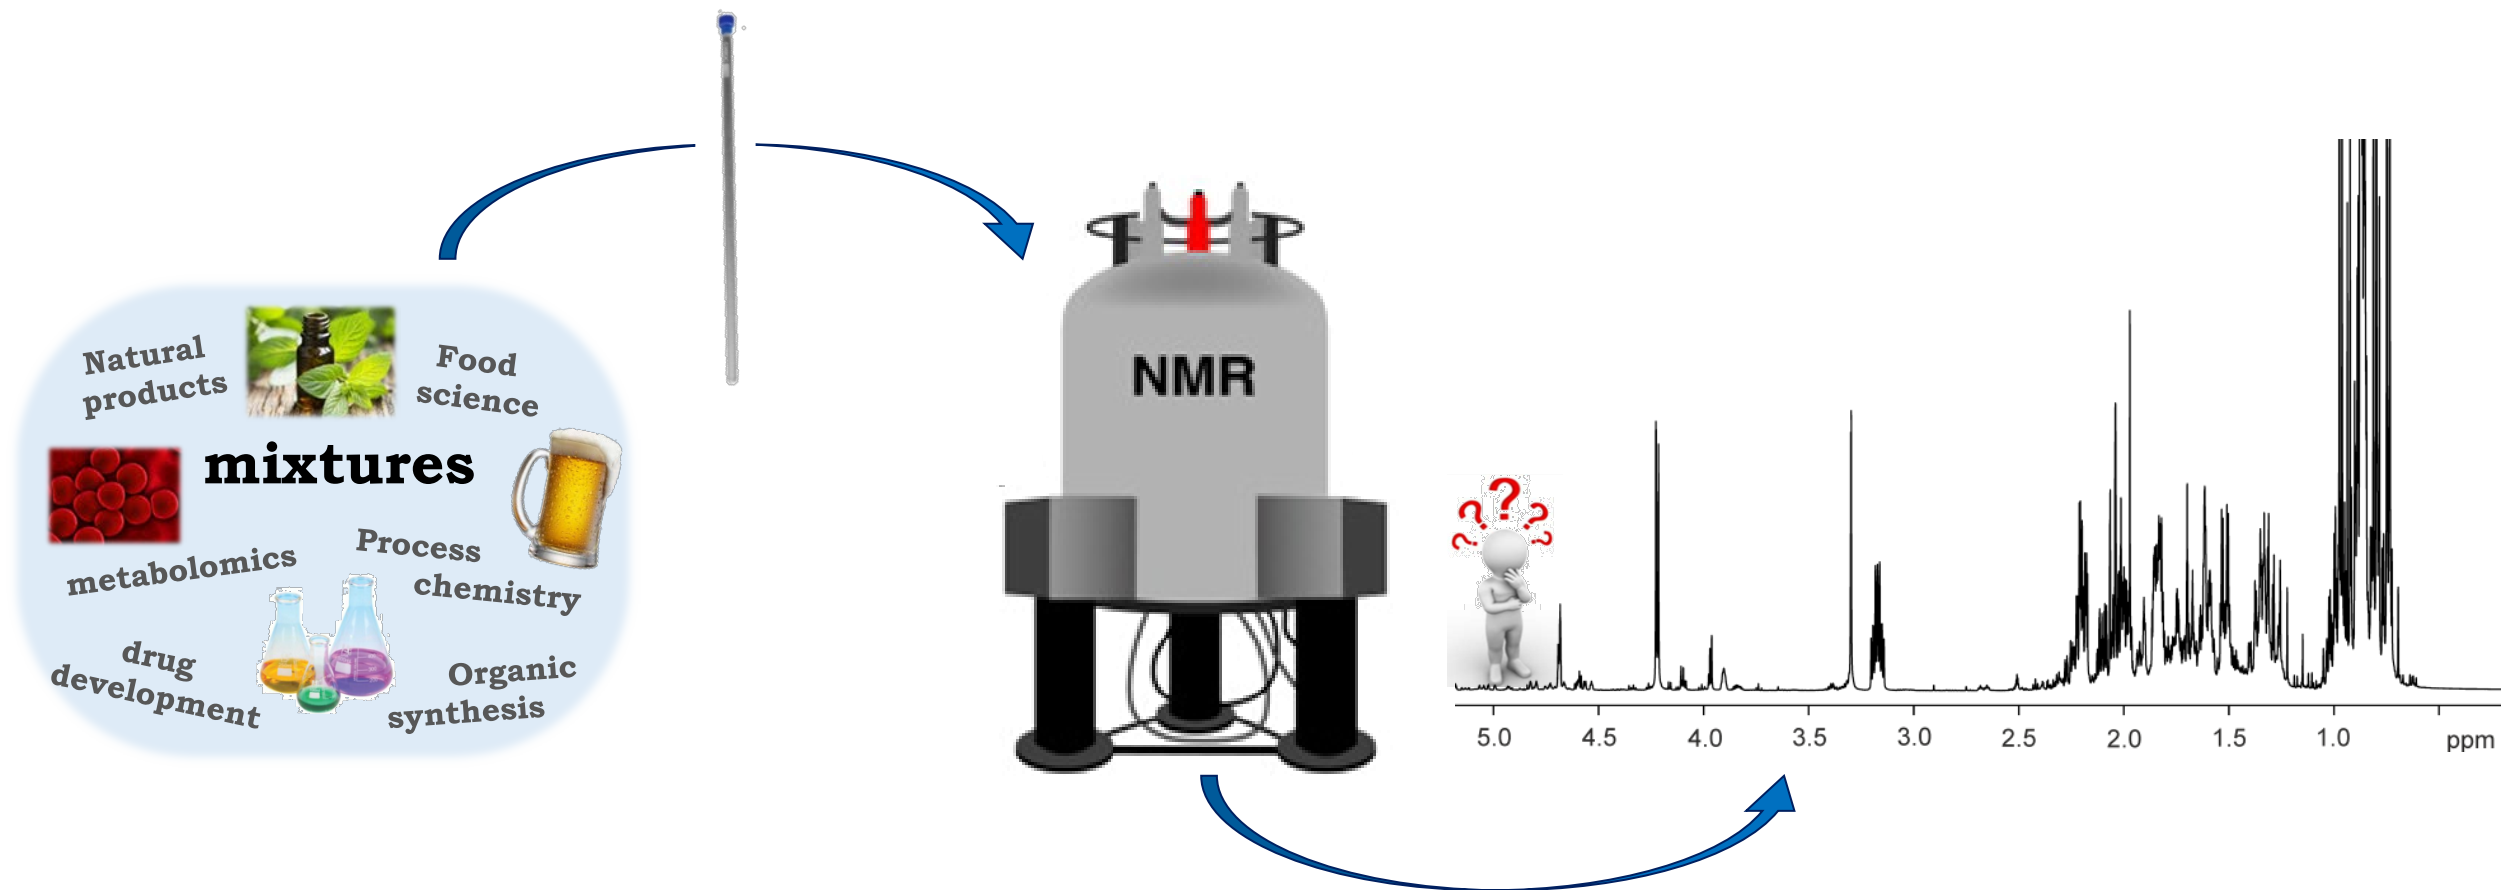 Natural
products
Food
science
mixtures
metabolomics
Process
chemistry
drug
development
Organic
synthesis
NMR
? ? ? ? ?
5.0 4.5 4.0 3.5 3.0 2.5 2.0 1.5 1.0 ppm